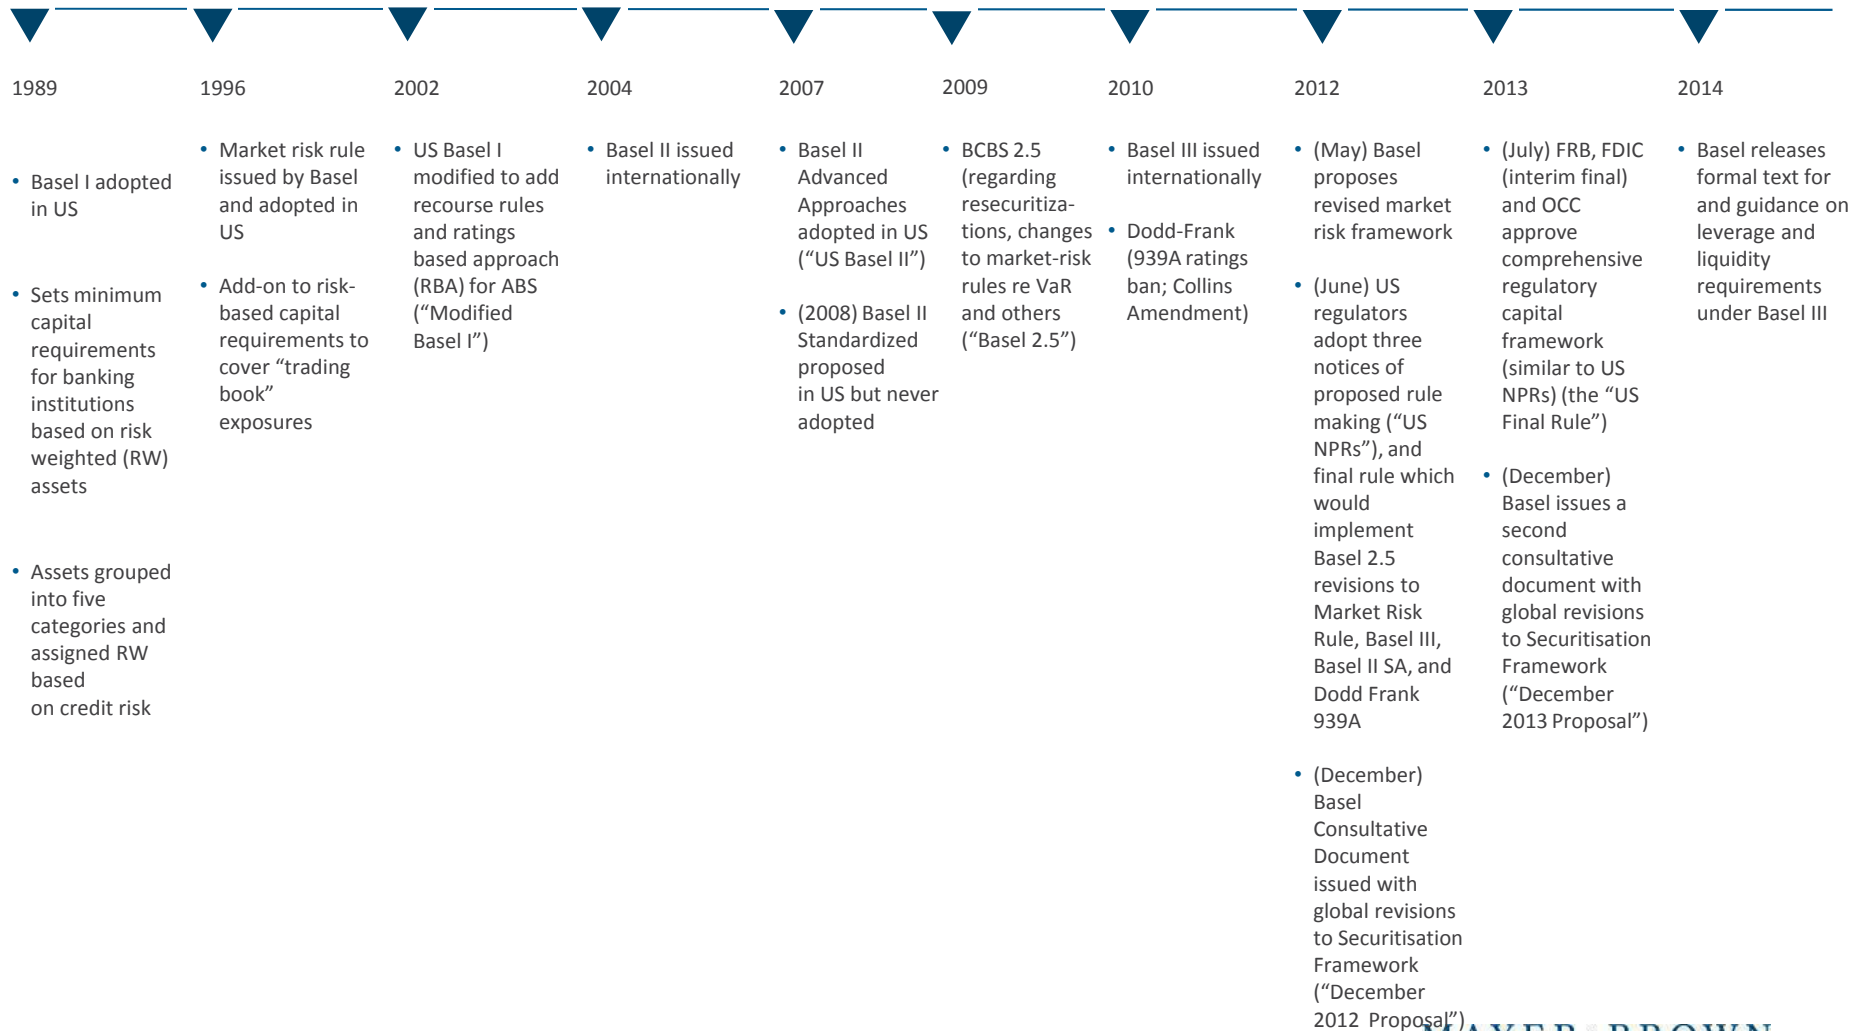 1989
1996
2002
2004
2007
2009
2010
2012
2013
2014
• Basel I adopted
in US
• Sets minimum
capital
requirements
for banking
institutions
based on risk
weighted (RW)
assets
• Assets grouped
into five
categories and
assigned RW
based
on credit risk
• Market risk rule
issued by Basel
and adopted in
US
• Add-on to risk-
based capital
requirements to
cover “trading
book”
exposures
• US Basel I
modified to add
recourse rules
and ratings
based approach
(RBA) for ABS
(“Modified
Basel I”)
• Basel II issued
internationally
• Basel II
Advanced
Approaches
adopted in US
(“US Basel II”)
• (2008) Basel II
Standardized
proposed
in US but never
adopted
• BCBS 2.5
(regarding
resecuritiza-
tions, changes
to market-risk
rules re VaR
and others
(“Basel 2.5”)
• Basel III issued
internationally
• Dodd-Frank
(939A ratings
ban; Collins
Amendment)
• (May) Basel
proposes
revised market
risk framework
• (June) US
regulators
adopt three
notices of
proposed rule
making (“US
NPRs”), and
final rule which
would
implement
Basel 2.5
revisions to
Market Risk
Rule, Basel III,
Basel II SA, and
Dodd Frank
939A
• (December)
Basel
Consultative
Document
issued with
global revisions
to Securitisation
Framework
(“December
2012 Proposal”)
• (July) FRB, FDIC
(interim final)
and OCC
approve
comprehensive
regulatory
capital
framework
(similar to US
NPRs) (the “US
Final Rule”)
• (December)
Basel issues a
second
consultative
document with
global revisions
to Securitisation
Framework
(“December
2013 Proposal”)
• Basel releases
formal text for
and guidance on
leverage and
liquidity
requirements
under Basel III
MAYER BROWN